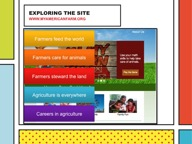 EXPLORING THE SITE
WWW.MYAMERICANFARM.ORG
Farmers feed the world
Farmers care for animals
Farmers steward the land
Agriculture is everywhere
Careers in agriculture